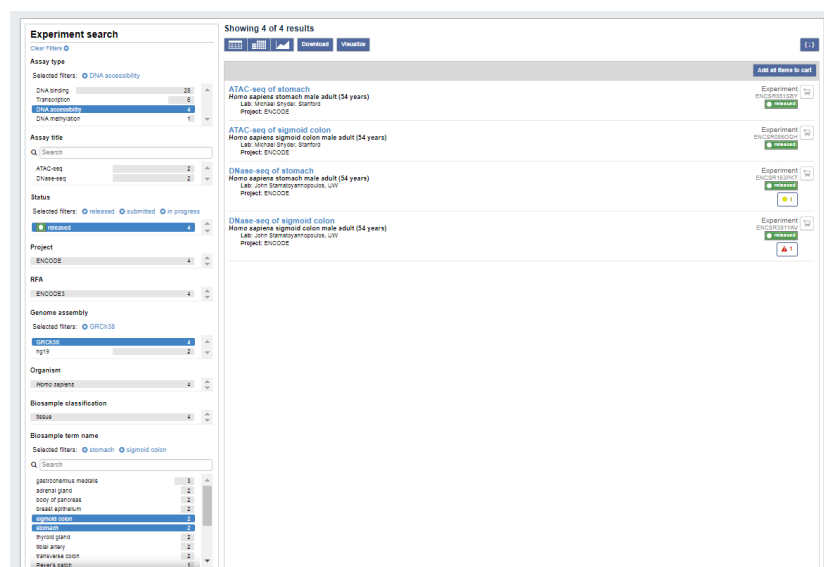 Experiment search
Clear Filters
Assay type
Selected filters: DNA accessibility
DNA binding 28
Transcription 6
DNA accessibility 4
DNA methylation 1
Assay title
Search
ATAC-seq 2
DNase-seq 2
Status
Selected filters: released submitted in progress
released 4
Project
ENCODE 4
RFA
ENCODE3 4
Genome assembly
Selected filters: GRCh38
GRCh38 4
hg19 2
Organism
Homo sapiens 4
Biosample classification
tissue 4
Biosample term name
Selected filters: stomach sigmoid colon
Search
gastrocnemius medialis 3
adrenal gland 2
body of pancreas 2
breast epithelium 2
sigmoid colon 2
stomach 2
thyroid gland 2
tibial artery 2
transverse colon 2
Peyer's patch 1
Showing 4 of 4 results
Download Visualize
{ ; }
Add all items to cart
ATAC-seq of stomach
Homo sapiens stomach male adult (54 years)
Lab: Michael Snyder, Stanford
Project: ENCODE
Experiment
ENCSR851SBY
released
ATAC-seq of sigmoid colon
Homo sapiens sigmoid colon male adult (54 years)
Lab: Michael Snyder, Stanford
Project: ENCODE
Experiment
ENCSR086OGH
released
DNase-seq of stomach
Homo sapiens stomach male adult (54 years)
Lab: John Stamatoyannopoulos, UW
Project: ENCODE
Experiment
ENCSR163PKT
released
1
DNase-seq of sigmoid colon
Homo sapiens sigmoid colon male adult (54 years)
Lab: John Stamatoyannopoulos, UW
Project: ENCODE
Experiment
ENCSR391YAV
released
1